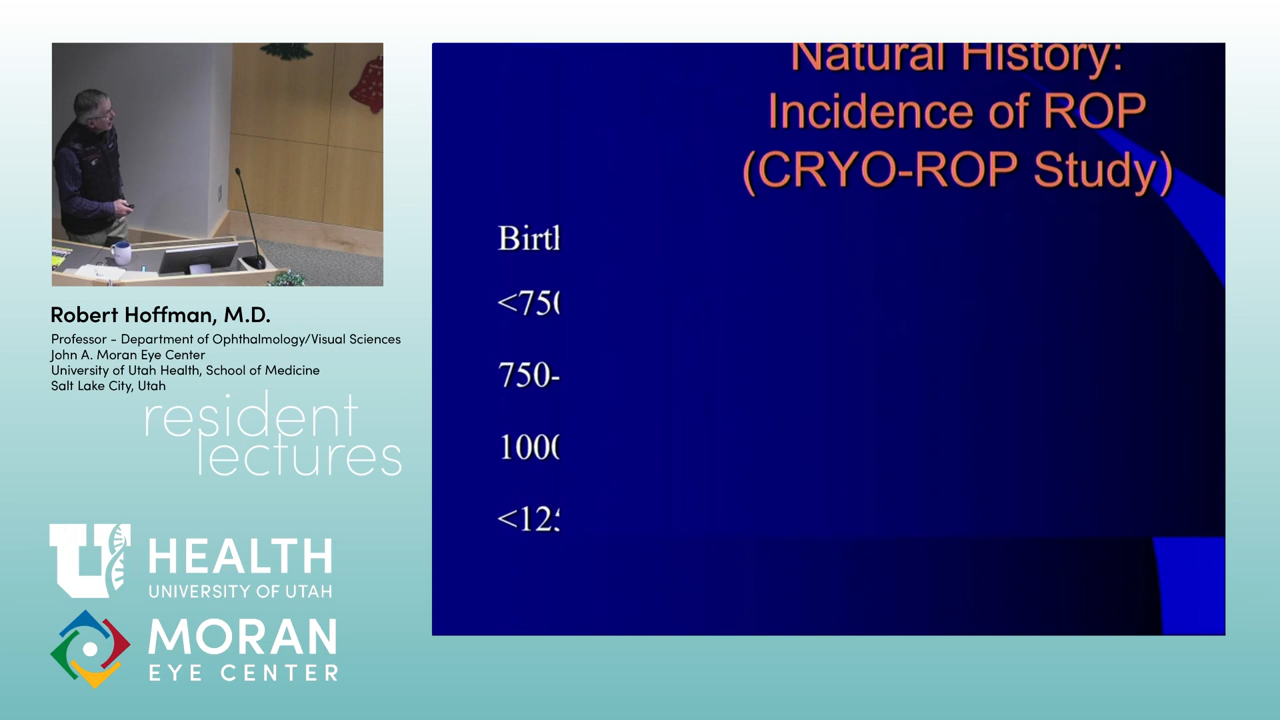 Natural History:
Incidence of ROP
(CRYO-ROP Study)
750-
Robert Hoffman, M.D.
Professor - Department of Ophthalmology/Visual Sciences
John A. Moran Eye Center
University of Utah Health, School of Medicine
Salt Lake City, Utah
resident
lectures
U HEALTH
UNIVERSITY OF UTAH
MORAN
EYE CENTER